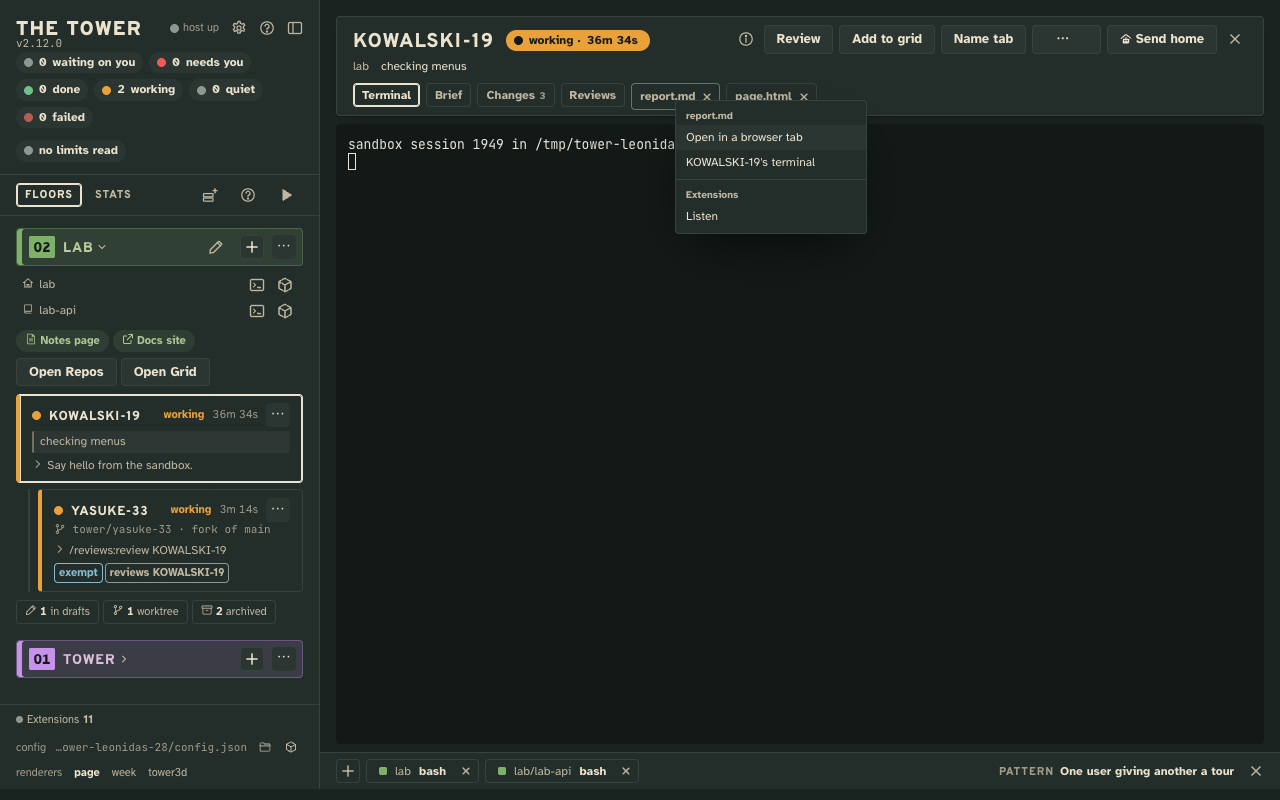 THE TOWER
host up
v2.12.0
0 waiting on you
0 needs you
0 done
2 working
0 quiet
0 failed
no limits read
FLOORS STATS
02 LAB
lab
lab-api
Notes page
Docs site
Open Repos
Open Grid
KOWALSKI-19 working 36m 34s ...
checking menus
Say hello from the sandbox.
YASUKE-33 working 3m 14s ...
tower/yasuke-33 · fork of main
/reviews:review KOWALSKI-19
exempt reviews KOWALSKI-19
1 in drafts
1 worktree
2 archived
01 TOWER
Extensions 11
config …ower-leonidas-28/config.json
renderers page week tower3d
KOWALSKI-19 working · 36m 34s
Review
Add to grid
Name tab
...
Send home
lab checking menus
Terminal
Brief
Changes 3
Reviews
report.md
page.html
sandbox session 1949 in /tmp/tower-leonida
report.md
Open in a browser tab
KOWALSKI-19's terminal
Extensions
Listen
lab bash
lab/lab-api bash
PATTERN One user giving another a tour